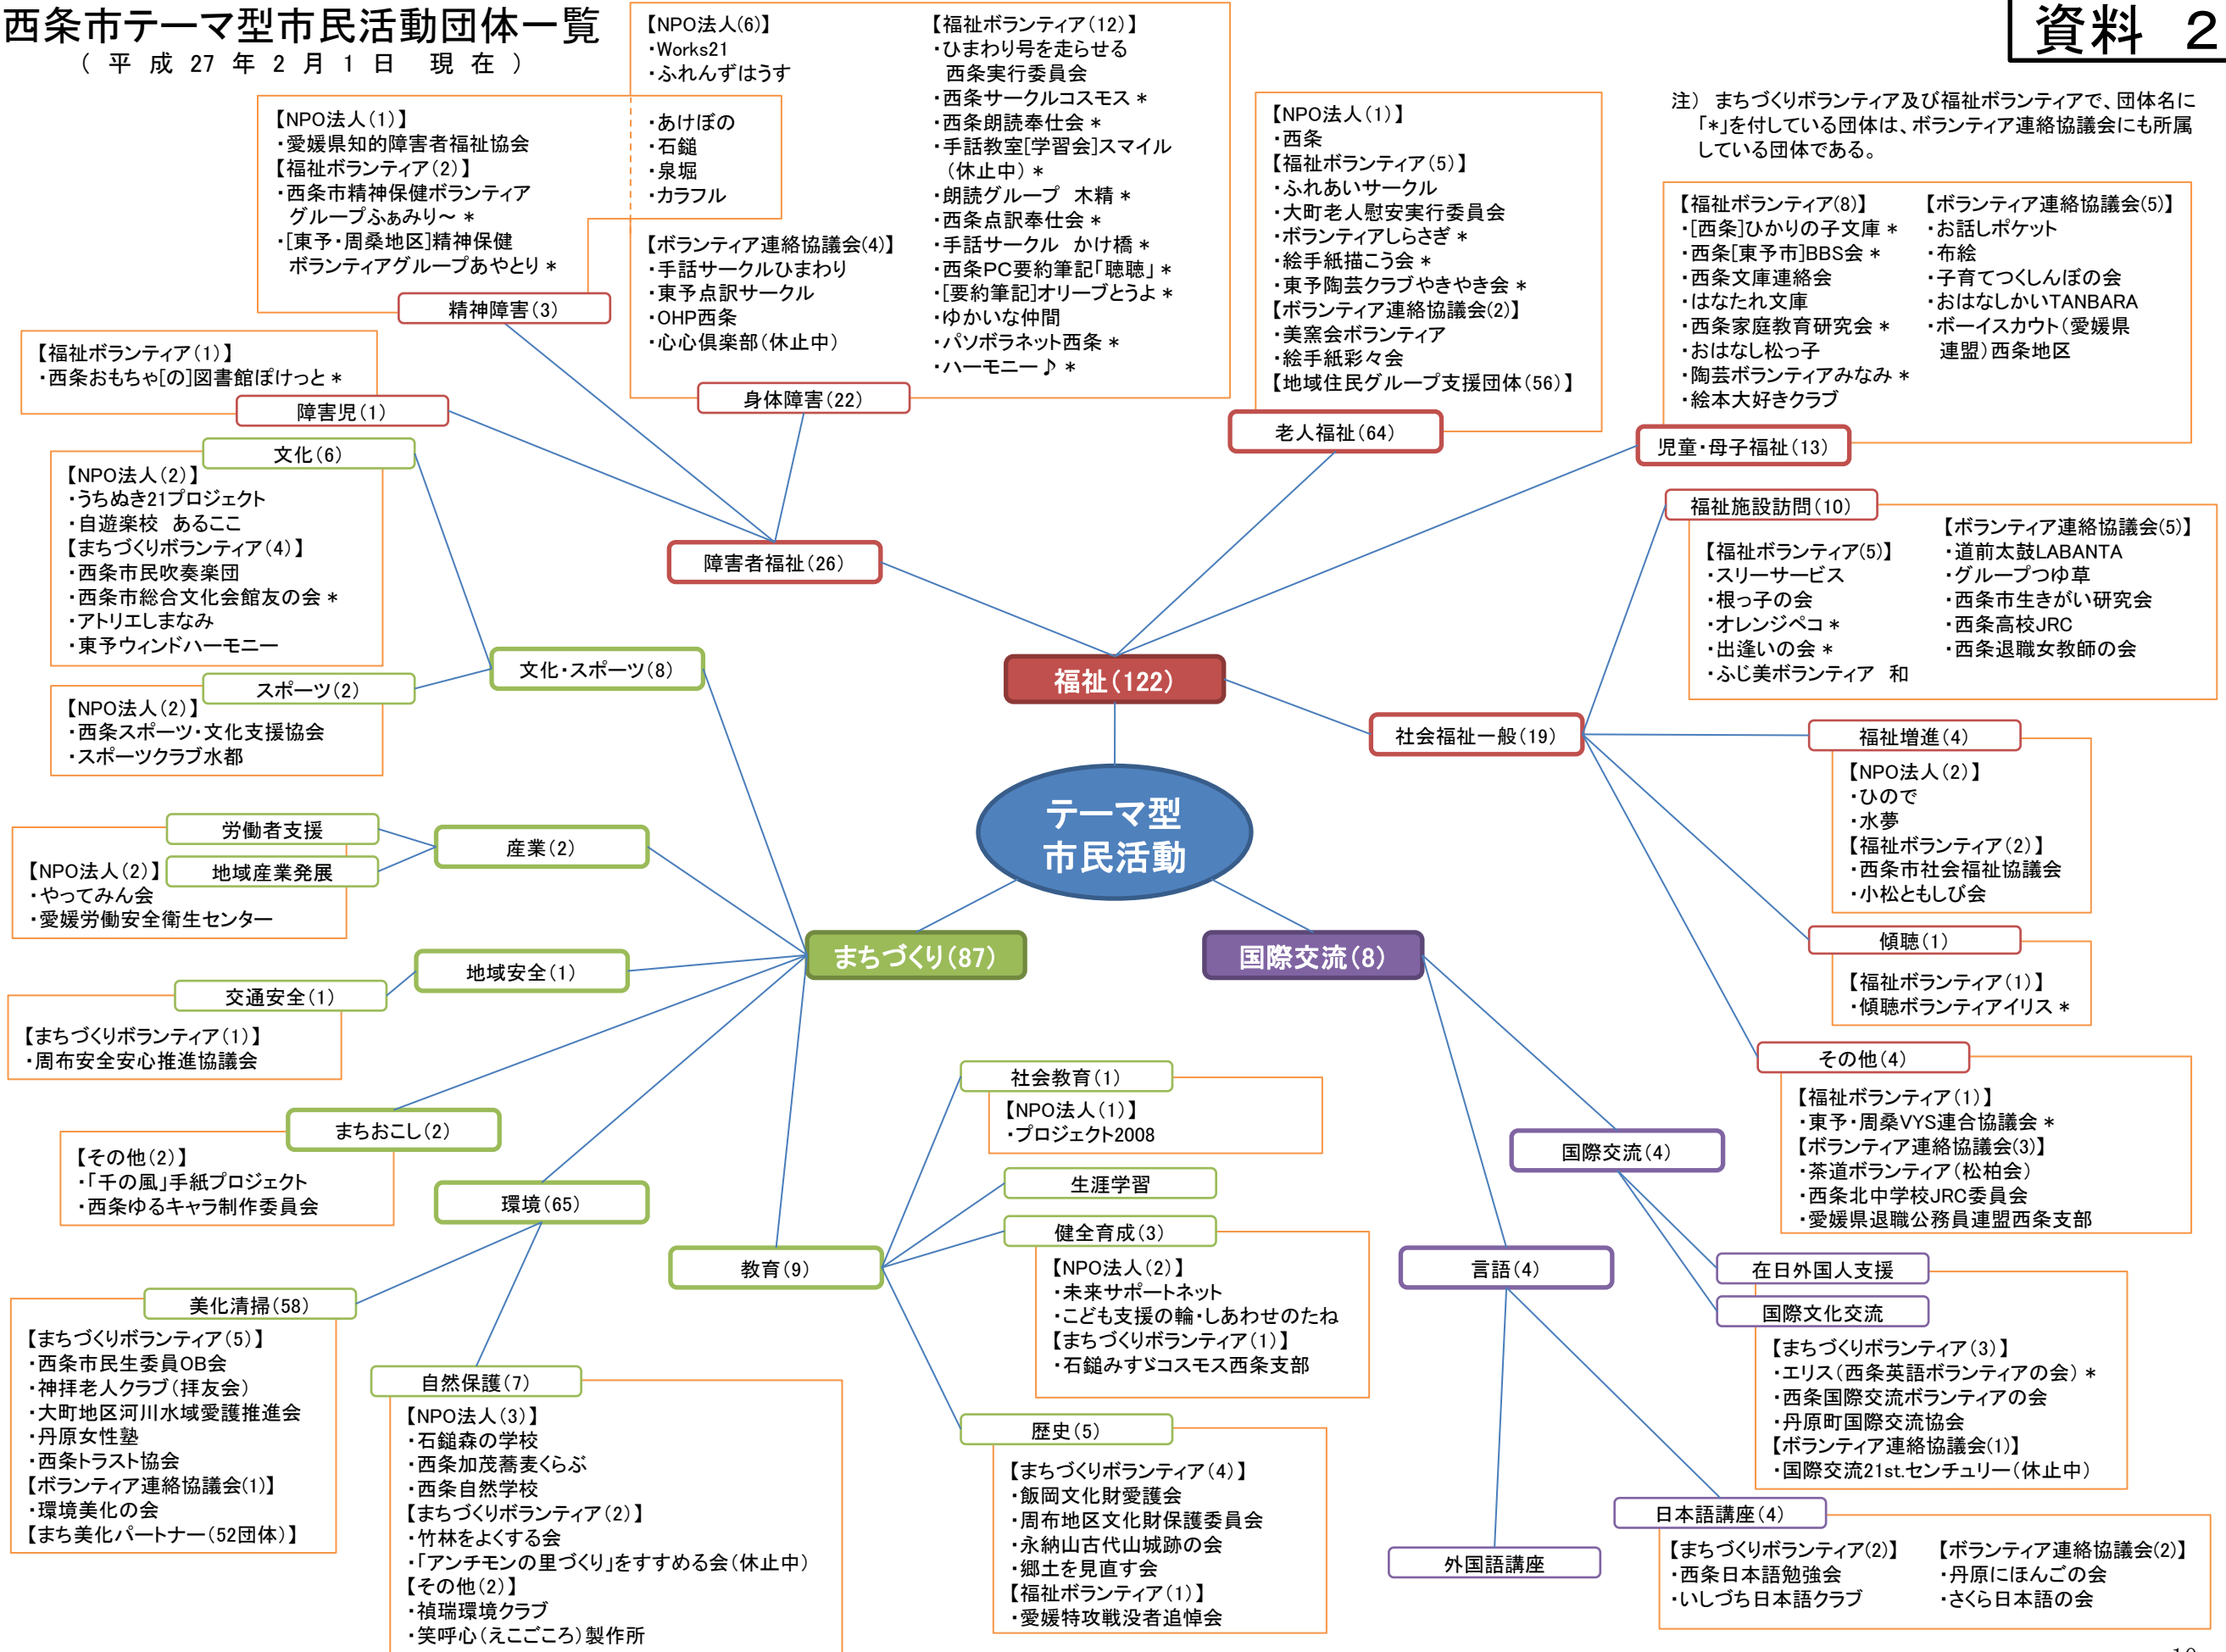 西条市テーマ型市民活動団体一覧
（ 平 成 27 年 2 月 1 日　現 在 ）
資料　2
注） まちづくりボランティア及び福祉ボランティアで、団体名に
「*」を付している団体は、ボランティア連絡協議会にも所属
している団体である。
【NPO法人(6)】
・Works21
・ふれんずはうす
・あけぼの
・石鎚
・泉堀
・カラフル
【ボランティア連絡協議会(4)】
・手話サークルひまわり
・東予点訳サークル
・OHP西条
・心心倶楽部(休止中)
【福祉ボランティア(12)】
・ひまわり号を走らせる
西条実行委員会
・西条サークルコスモス *
・西条朗読奉仕会 *
・手話教室[学習会]スマイル
(休止中) *
・朗読グループ　木精 *
・西条点訳奉仕会 *
・手話サークル　かけ橋 *
・西条PC要約筆記「聴聴」 *
・[要約筆記]オリーブとうよ *
・ゆかいな仲間
・パソボラネット西条 *
・ハーモニー♪ *
身体障害(22)
【NPO法人(1)】
・愛媛県知的障害者福祉協会
【福祉ボランティア(2)】
・西条市精神保健ボランティア
グループふぁみり～ *
・[東予・周桑地区]精神保健
ボランティアグループあやとり *
精神障害(3)
【福祉ボランティア(1)】
・西条おもちゃ[の]図書館ぽけっと *
障害児(1)
障害者福祉(26)
【NPO法人(1)】
・西条
【福祉ボランティア(5)】
・ふれあいサークル
・大町老人慰安実行委員会
・ボランティアしらさぎ *
・絵手紙描こう会 *
・東予陶芸クラブやきやき会 *
【ボランティア連絡協議会(2)】
・美窯会ボランティア
・絵手紙彩々会
【地域住民グループ支援団体(56)】
老人福祉(64)
【福祉ボランティア(8)】
・[西条]ひかりの子文庫 *
・西条[東予市]BBS会 *
・西条文庫連絡会
・はなたれ文庫
・西条家庭教育研究会 *
・おはなし松っ子
・陶芸ボランティアみなみ *
・絵本大好きクラブ
【ボランティア連絡協議会(5)】
・お話しポケット
・布絵
・子育てつくしんぼの会
・おはなしかいTANBARA
・ボーイスカウト(愛媛県
連盟)西条地区
児童・母子福祉(13)
福祉施設訪問(10)
【福祉ボランティア(5)】
・スリーサービス
・根っ子の会
・オレンジペコ *
・出逢いの会 *
・ふじ美ボランティア　和
【ボランティア連絡協議会(5)】
・道前太鼓LABANTA
・グループつゆ草
・西条市生きがい研究会
・西条高校JRC
・西条退職女教師の会
福祉(122)
社会福祉一般(19)
福祉増進(4)
【NPO法人(2)】
・ひので
・水夢
【福祉ボランティア(2)】
・西条市社会福祉協議会
・小松ともしび会
傾聴(1)
【福祉ボランティア(1)】
・傾聴ボランティアイリス *
その他(4)
【福祉ボランティア(1)】
・東予・周桑VYS連合協議会 *
【ボランティア連絡協議会(3)】
・茶道ボランティア(松柏会)
・西条北中学校JRC委員会
・愛媛県退職公務員連盟西条支部
テーマ型
市民活動
文化(6)
【NPO法人(2)】
・うちぬき21プロジェクト
・自遊楽校　あるここ
【まちづくりボランティア(4)】
・西条市民吹奏楽団
・西条市総合文化会館友の会 *
・アトリエしまなみ
・東予ウィンドハーモニー
文化・スポーツ(8)
スポーツ(2)
【NPO法人(2)】
・西条スポーツ・文化支援協会
・スポーツクラブ水都
労働者支援
地域産業発展
産業(2)
【NPO法人(2)】
・やってみん会
・愛媛労働安全衛生センター
まちづくり(87)
国際交流(8)
地域安全(1)
交通安全(1)
【まちづくりボランティア(1)】
・周布安全安心推進協議会
まちおこし(2)
【その他(2)】
・「千の風」手紙プロジェクト
・西条ゆるキャラ制作委員会
環境(65)
美化清掃(58)
【まちづくりボランティア(5)】
・西条市民生委員OB会
・神拝老人クラブ(拝友会)
・大町地区河川水域愛護推進会
・丹原女性塾
・西条トラスト協会
【ボランティア連絡協議会(1)】
・環境美化の会
【まち美化パートナー(52団体)】
自然保護(7)
【NPO法人(3)】
・石鎚森の学校
・西条加茂蕎麦くらぶ
・西条自然学校
【まちづくりボランティア(2)】
・竹林をよくする会
・「アンチモンの里づくり」をすすめる会(休止中)
【その他(2)】
・禎瑞環境クラブ
・笑呼心(えこごころ)製作所
教育(9)
社会教育(1)
【NPO法人(1)】
・プロジェクト2008
生涯学習
健全育成(3)
【NPO法人(2)】
・未来サポートネット
・こども支援の輪・しあわせのたね
【まちづくりボランティア(1)】
・石鎚みすゞコスモス西条支部
歴史(5)
【まちづくりボランティア(4)】
・飯岡文化財愛護会
・周布地区文化財保護委員会
・永納山古代山城跡の会
・郷土を見直す会
【福祉ボランティア(1)】
・愛媛特攻戦没者追悼会
国際交流(4)
言語(4)
在日外国人支援
国際文化交流
【まちづくりボランティア(3)】
・エリス(西条英語ボランティアの会) *
・西条国際交流ボランティアの会
・丹原町国際交流協会
【ボランティア連絡協議会(1)】
・国際交流21st.センチュリー(休止中)
外国語講座
日本語講座(4)
【まちづくりボランティア(2)】
・西条日本語勉強会
・いしづち日本語クラブ
【ボランティア連絡協議会(2)】
・丹原にほんごの会
・さくら日本語の会